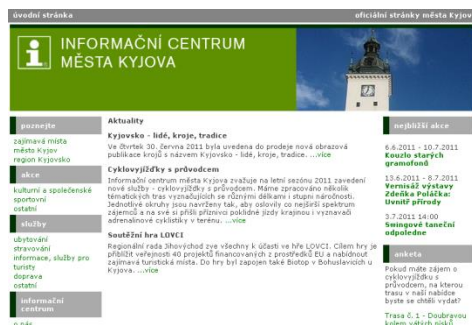 úvodní stránka
oficiální stránky města Kyjov
INFORMAČNÍ CENTRUM
MĚSTA KYJOVA
poznejte
zajímavá místa
město Kyjov
region Kyjovsko
akce
kulturní a společenské
sportovní
ostatní
služby
ubytování
stravování
informace, služby pro
turisty
doprava
ostatní
informační
centrum
o nás
Aktuality
Kyjovsko - lidé, kroje, tradice
Ve čtvrtek 30. června 2011 byla uvedena do prodeje nová obrazová
publikace krojů s názvem Kyjovsko - lidé, kroje, tradice. ...více
Cyklovyjížďky s průvodcem
Informační centrum města Kyjova zvažuje na letní sezónu 2011 zavedení
nové služby - cyklovyjížďky s průvodcem. Máme zpracováno několik
tématických tras vyznačujících se různými délkami i stupni náročnosti.
Jednotlivé okruhy jsou navrženy tak, aby oslovily co nejširší spektrum
zájemců a na své si přišli příznivci poklidné jízdy krajinou i vyznavači
adrenalinové cyklistiky v terénu. ...více
Soutěžní hra LOVCI
Regionální rada Jihovýchod zve všechny k účasti ve hře LOVCI. Cílem hry je
přiblížit veřejnosti 40 projektů financovaných z prostředků EU a nabídnout
zajímavá turistická místa. Do hry byl zapojen také Biotop v Bohuslavicích u
Kyjova. ...více
nejbližší akce
6.6.2011 - 10.7.2011
Kouzlo starých
gramofonů
13.6.2011 - 8.7.2011
Vernisáž výstavy
Zdeňka Poláčka:
Uvnitř přírody
3.7.2011 14:00
Swingové taneční
odpoledne
anketa
Pokud máte zájem o
cyklovyjížďku s
průvodcem, na kterou
trasu v naší nabídce
byste se chtěli vydat?
Trasa č. 1 - Doubravou
kolem vátých písků